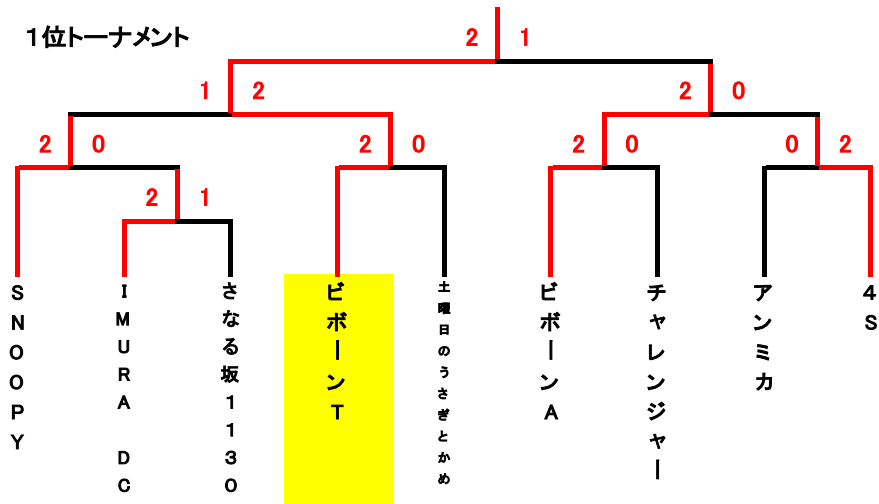 1位トーナメント
2 1
1 2
2 0
2 0
2 0
2 0
0 2
2 1
SNOOPY
IMURA DC
さなる坂1130
ビボーンT
土曜日のうさぎとかめ
ビボーンA
チャレンジャー
アンミカ
4S